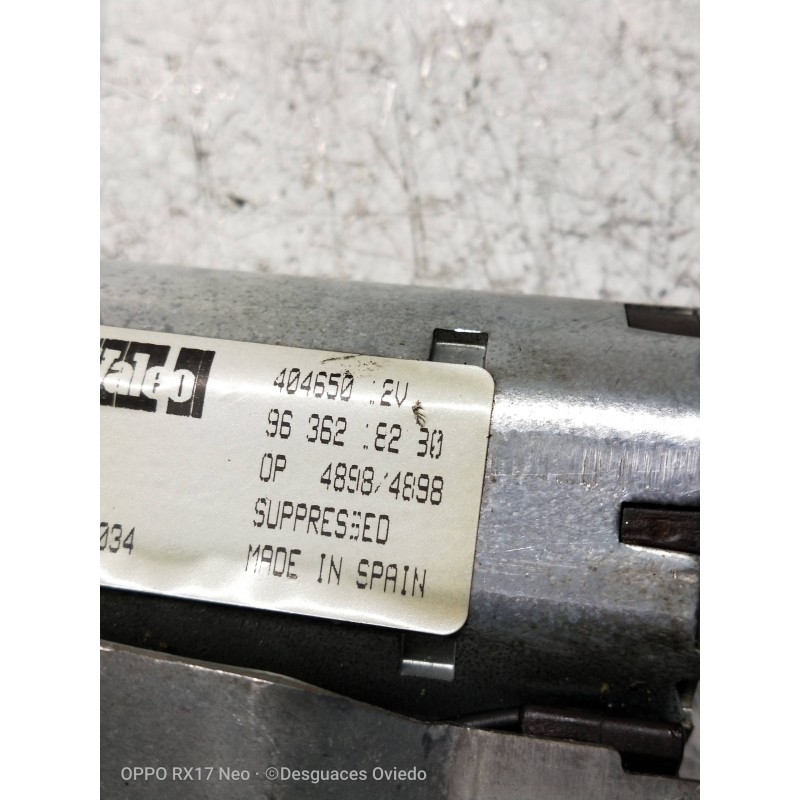 Valeo
404650 12V
96 362 182 30
OP 4898/4898
SUPPRESSED
034
MADE IN SPAIN
OPPO RX17 Neo · ©Desguaces Oviedo